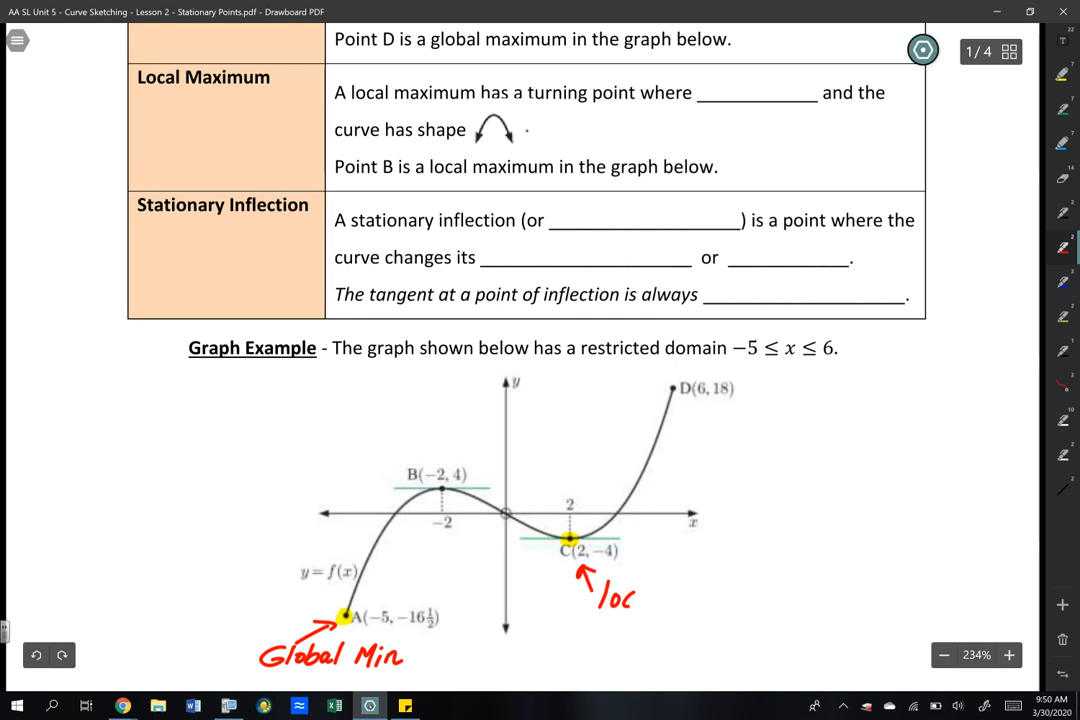 AA SL Unit 5 - Curve Sketching - Lesson 2 - Stationary Points.pdf - Drawboard PDF
Point D is a global maximum in the graph below.
1 / 4
Local Maximum
A local maximum has a turning point where ____________ and the
curve has shape .
Point B is a local maximum in the graph below.
Stationary Inflection
A stationary inflection (or ___________________) is a point where the
curve changes its _____________________ or ____________.
The tangent at a point of inflection is always ____________________.
Graph Example - The graph shown below has a restricted domain −5 ≤ x ≤ 6.
y
D(6, 18)
B(−2, 4)
2
−2
x
C(2, −4)
y = f(x)
loc
A(−5, −16½)
Global Min
234%
9:50 AM
3/30/2020